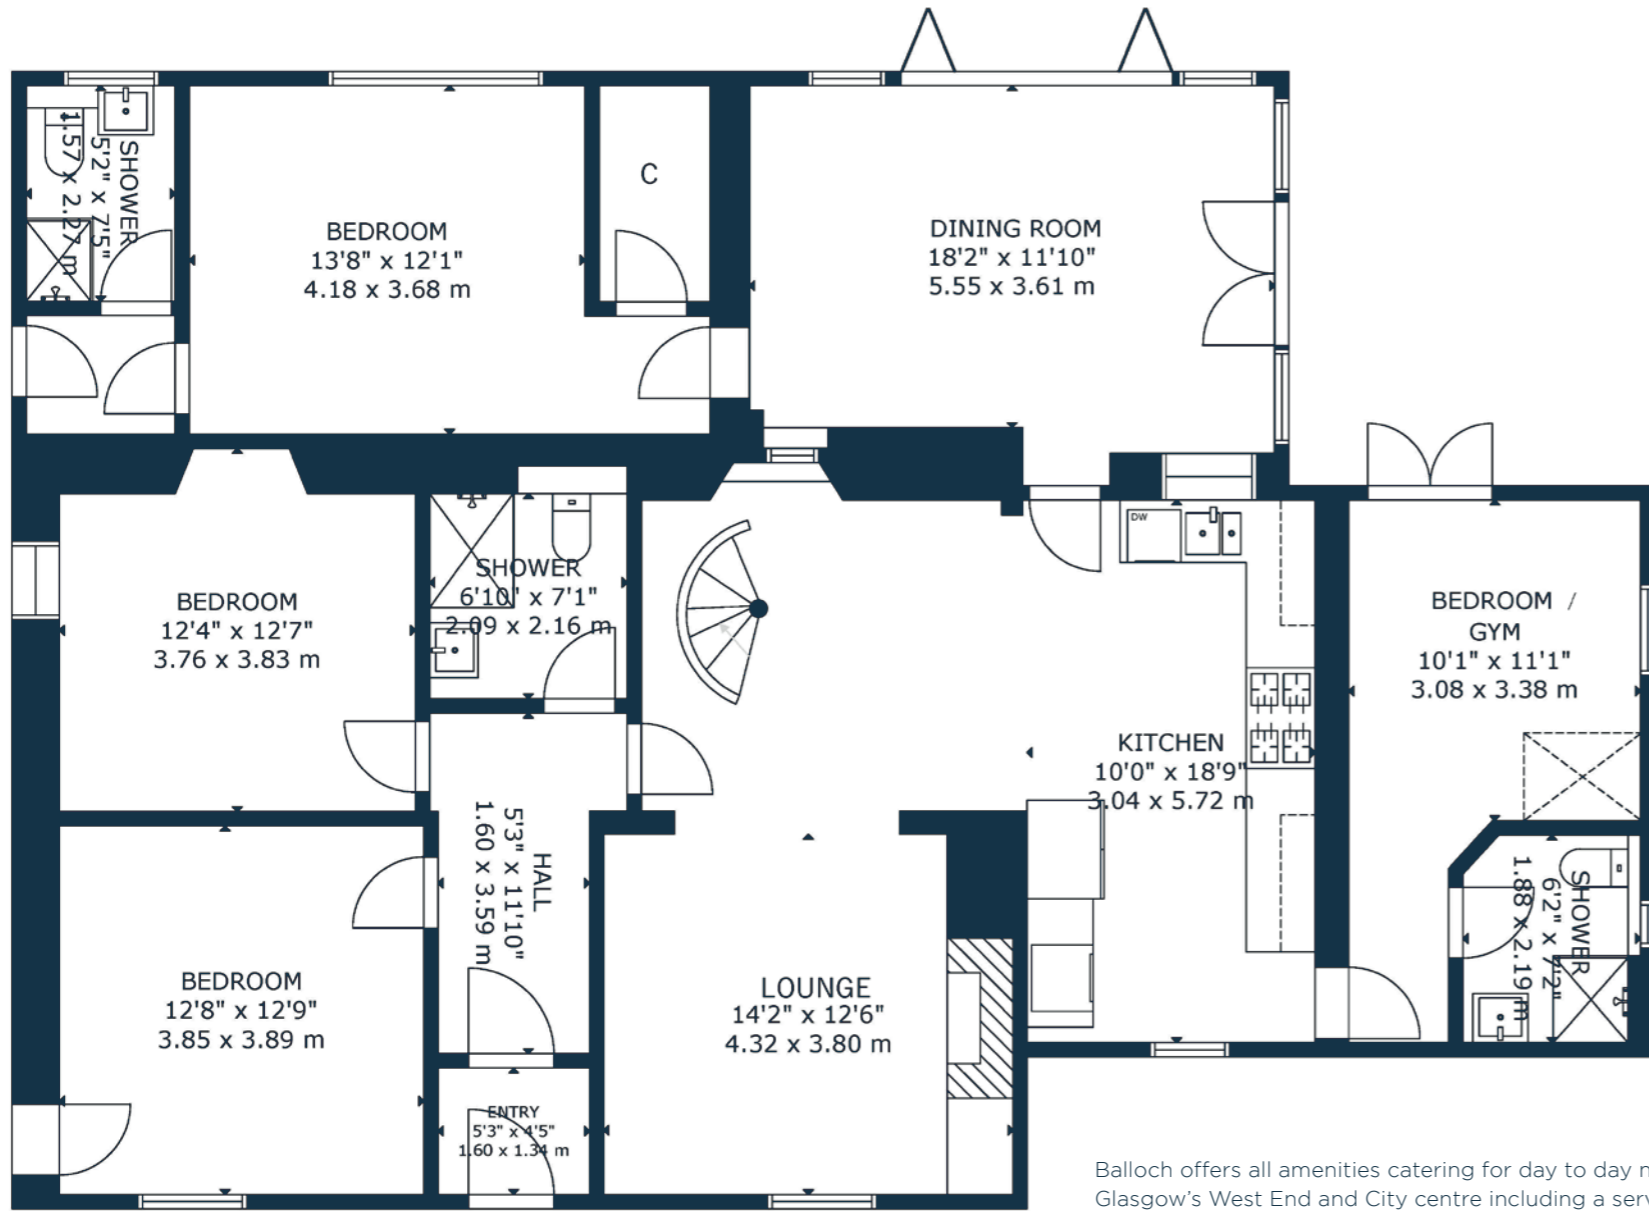 SHOWER
5'2" x 7'5"
1.57 x 2.27 m
BEDROOM
13'8" x 12'1"
4.18 x 3.68 m
C
DINING ROOM
18'2" x 11'10"
5.55 x 3.61 m
BEDROOM
12'4" x 12'7"
3.76 x 3.83 m
SHOWER
6'10' x 7'1"
2.09 x 2.16 m
DW
KITCHEN
10'0" x 18'9"
3.04 x 5.72 m
BEDROOM /
GYM
10'1" x 11'1"
3.08 x 3.38 m
HALL
5'3" x 11'10"
1.60 x 3.59 m
SHOWER
6'2" x 7'2"
1.88 x 2.19 m
BEDROOM
12'8" x 12'9"
3.85 x 3.89 m
LOUNGE
14'2" x 12'6"
4.32 x 3.80 m
ENTRY
5'3" x 4'5"
1.60 x 1.34 m
Balloch offers all amenities catering for day to day
Glasgow's West End and City centre including a